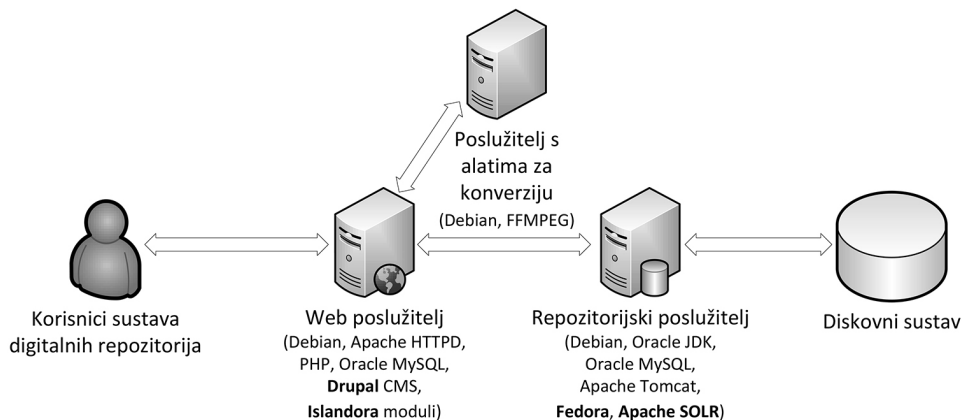 Poslužitelj s
alatima za
konverziju
(Debian, FFMPEG)
Korisnici sustava
digitalnih repozitorija
Web poslužitelj
(Debian, Apache HTTPD,
PHP, Oracle MySQL,
Drupal CMS,
Islandora moduli)
Repozitorijski poslužitelj
(Debian, Oracle JDK,
Oracle MySQL,
Apache Tomcat,
Fedora, Apache SOLR)
Diskovni sustav